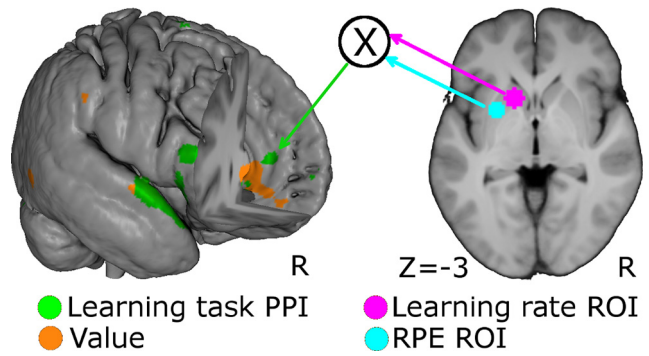 X
R
Z=-3
R
Learning task PPI
Learning rate ROI
Value
RPE ROI